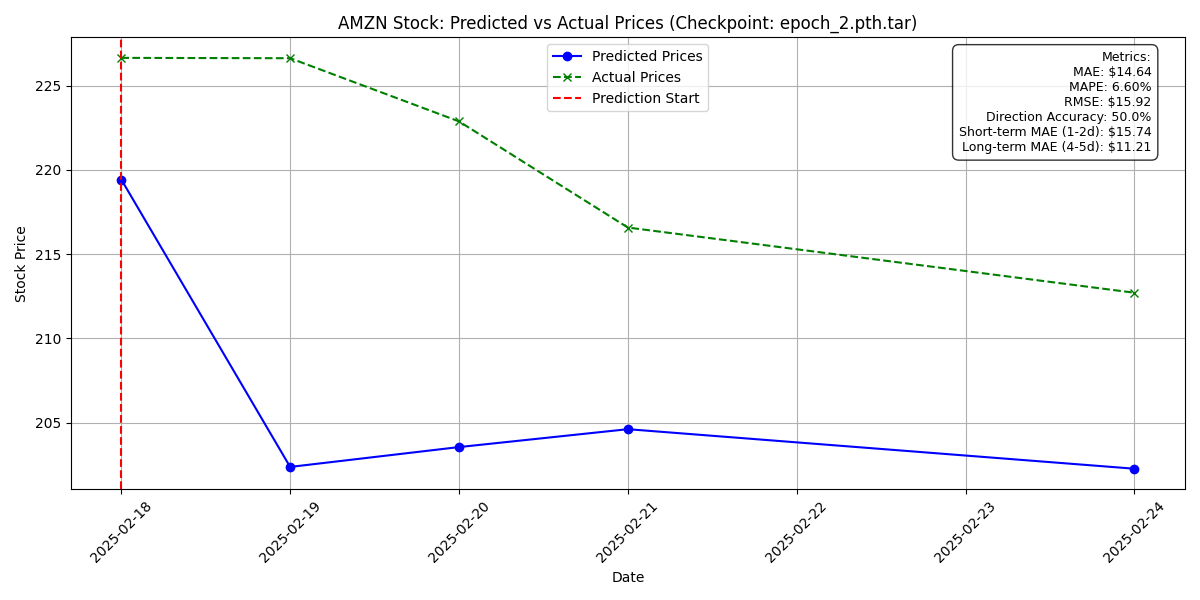 AMZN Stock: Predicted vs Actual Prices (Checkpoint: epoch_2.pth.tar)
Predicted Prices
Actual Prices
Prediction Start
Metrics:
MAE: $14.64
MAPE: 6.60%
RMSE: $15.92
Direction Accuracy: 50.0%
Short-term MAE (1-2d): $15.74
Long-term MAE (4-5d): $11.21
Stock Price
225
220
215
210
205
2025-02-18
2025-02-19
2025-02-20
2025-02-21
2025-02-22
2025-02-23
2025-02-24
Date